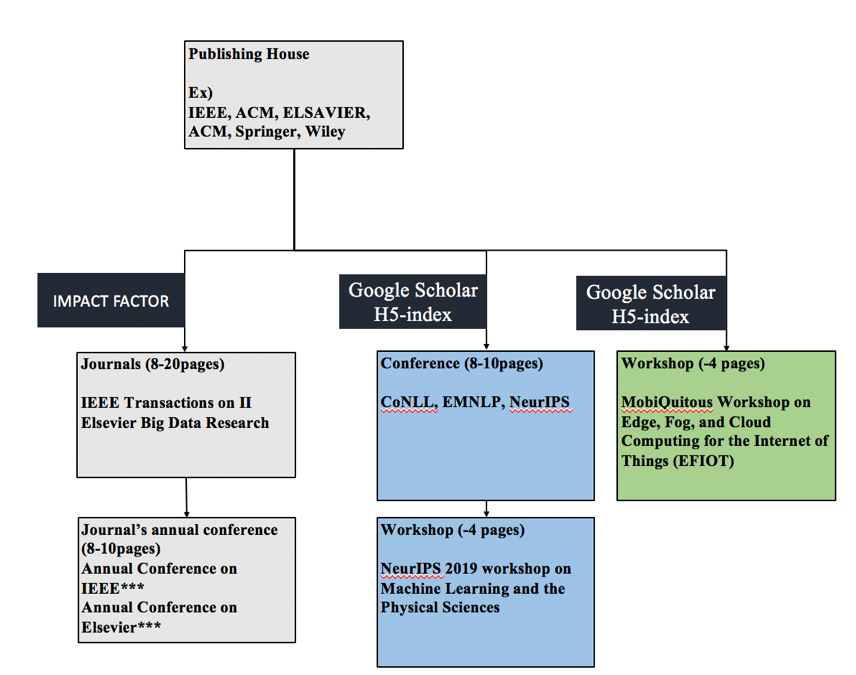 Publishing House
Ex)
IEEE, ACM, ELSAVIER,
ACM, Springer, Wiley
IMPACT FACTOR
Google Scholar
H5-index
Google Scholar
H5-index
Journals (8-20pages)
IEEE Transactions on II
Elsevier Big Data Research
Conference (8-10pages)
CoNLL, EMNLP, NeurIPS
Workshop (-4 pages)
MobiQuitous Workshop on
Edge, Fog, and Cloud
Computing for the Internet of
Things (EFIOT)
Journal's annual conference
(8-10pages)
Annual Conference on
IEEE***
Annual Conference on
Elsevier***
Workshop (-4 pages)
NeurIPS 2019 workshop on
Machine Learning and the
Physical Sciences